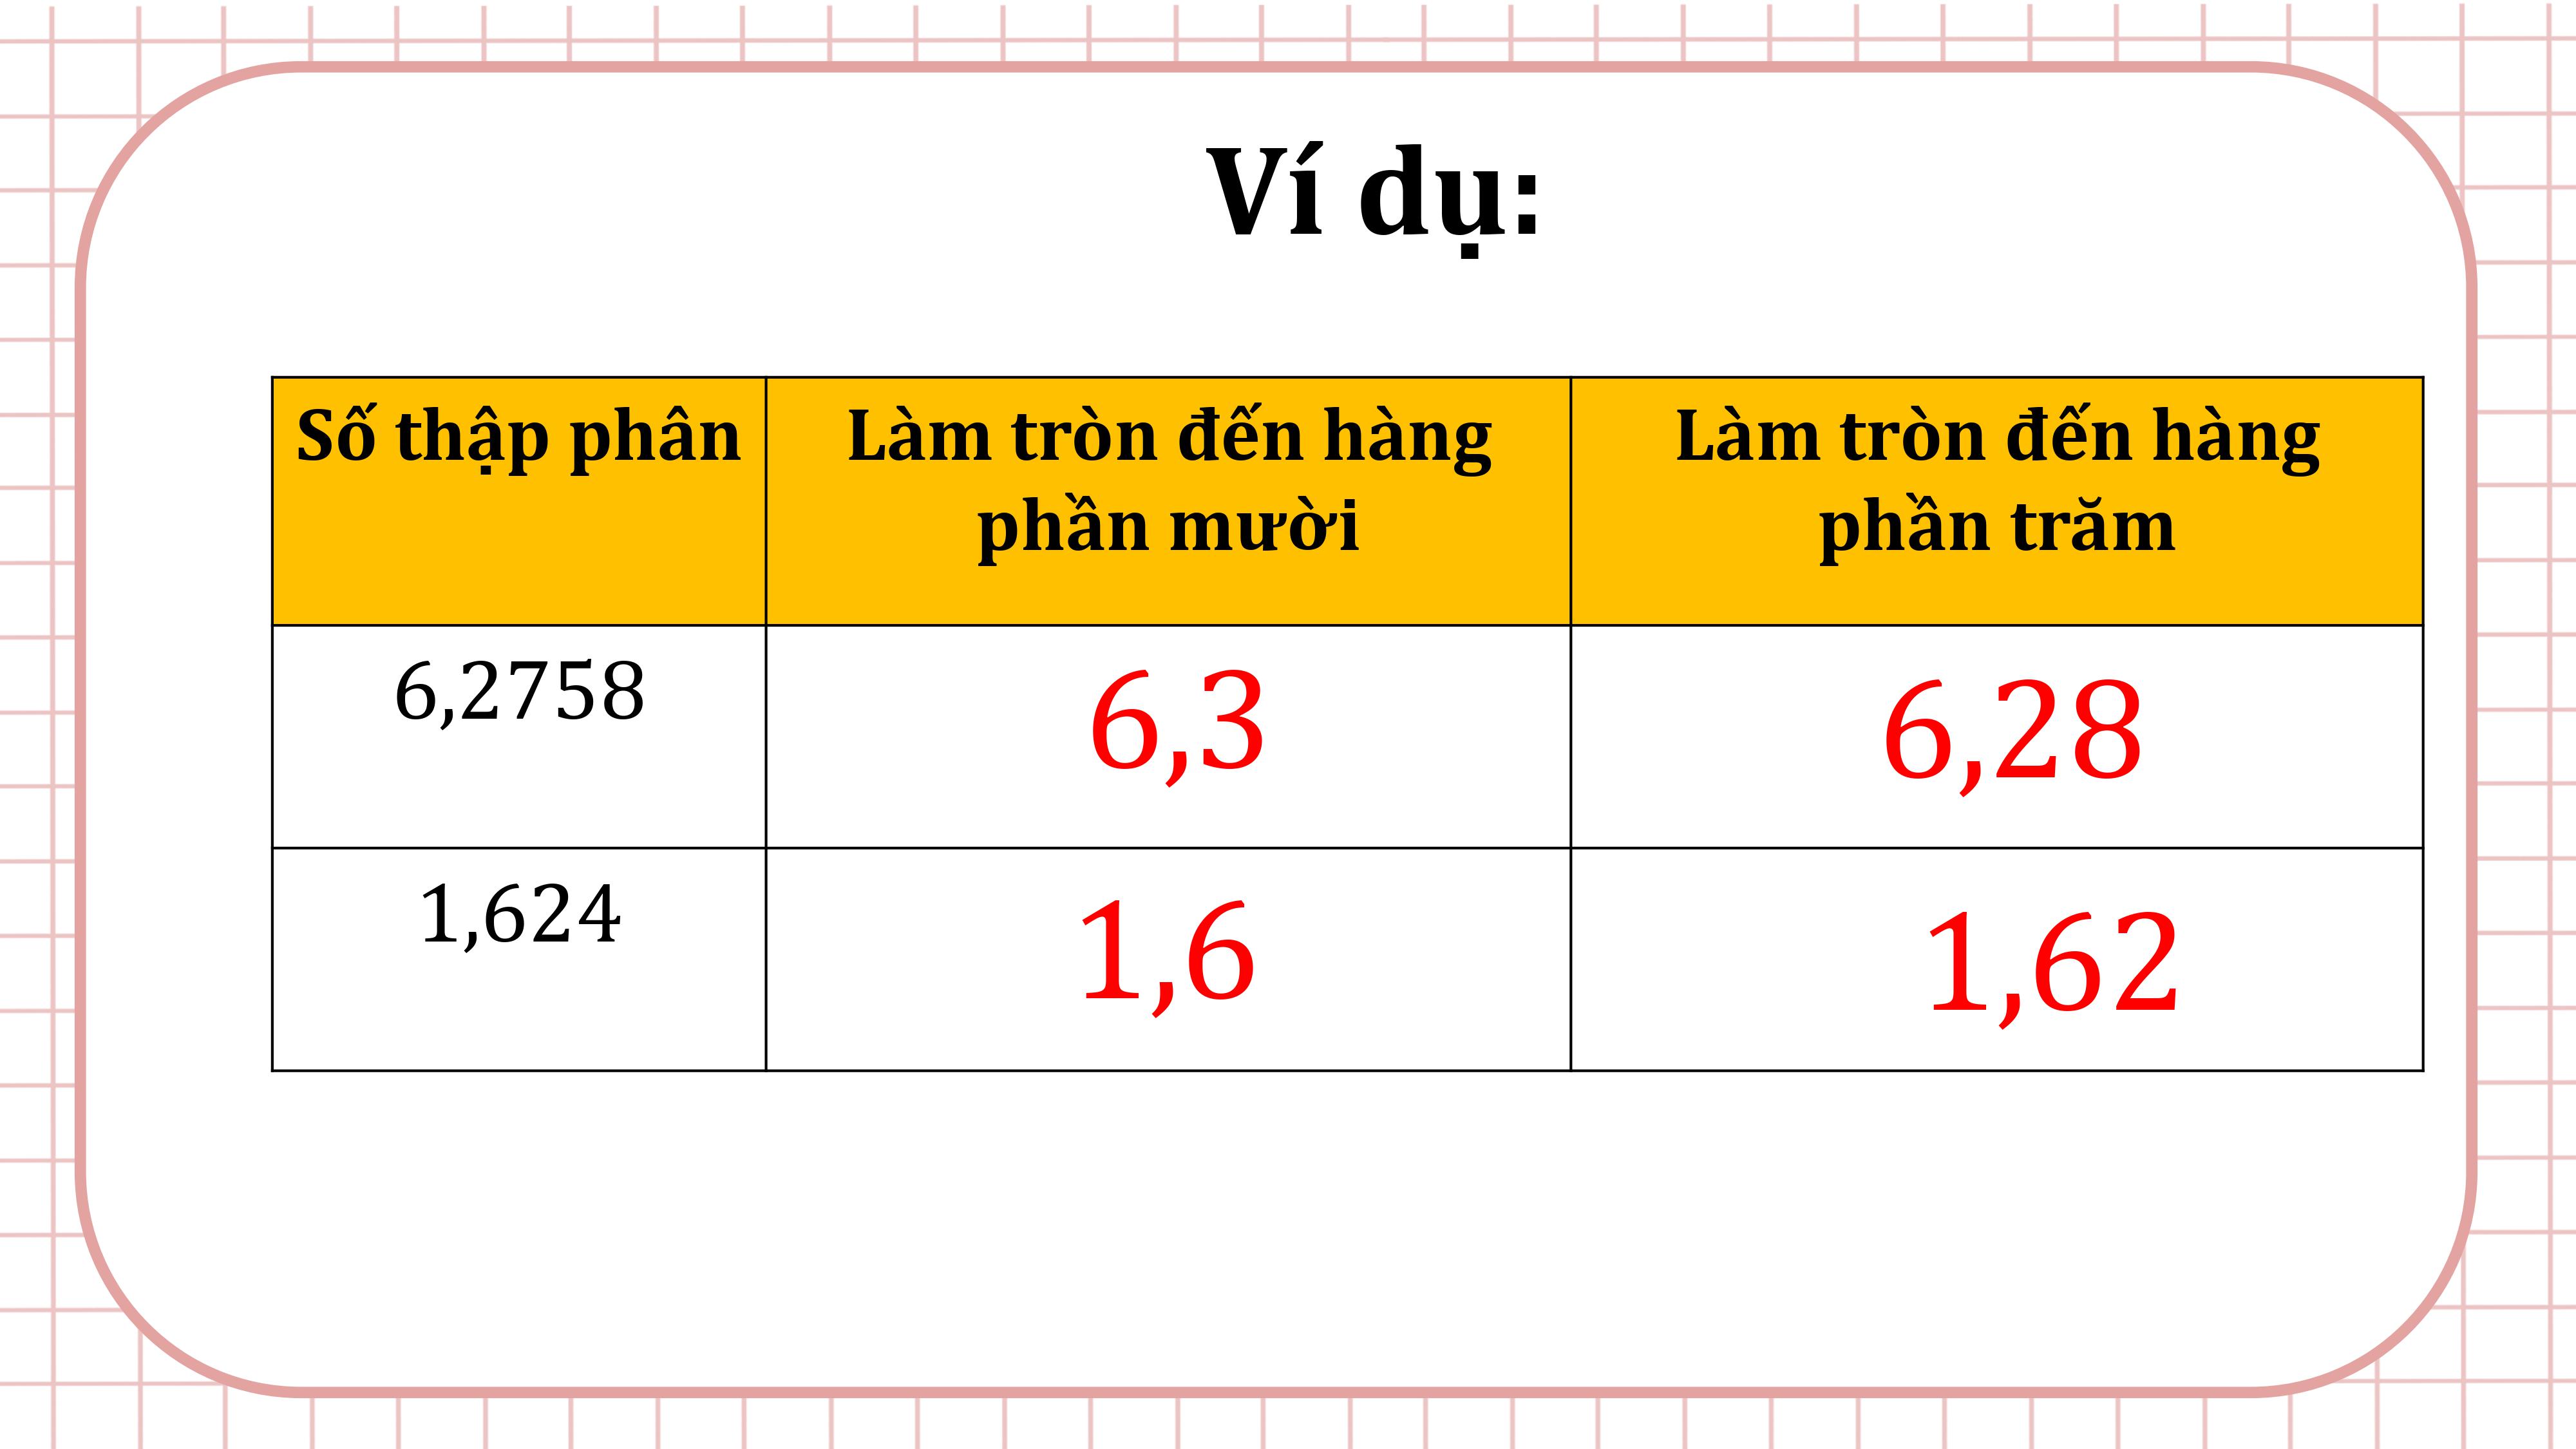 Ví dụ:
Số thập phân
Làm tròn đến hàng
phần mười
Làm tròn đến hàng
phần trăm
6,2758
6,3
6,28
1,624
1,6
1,62